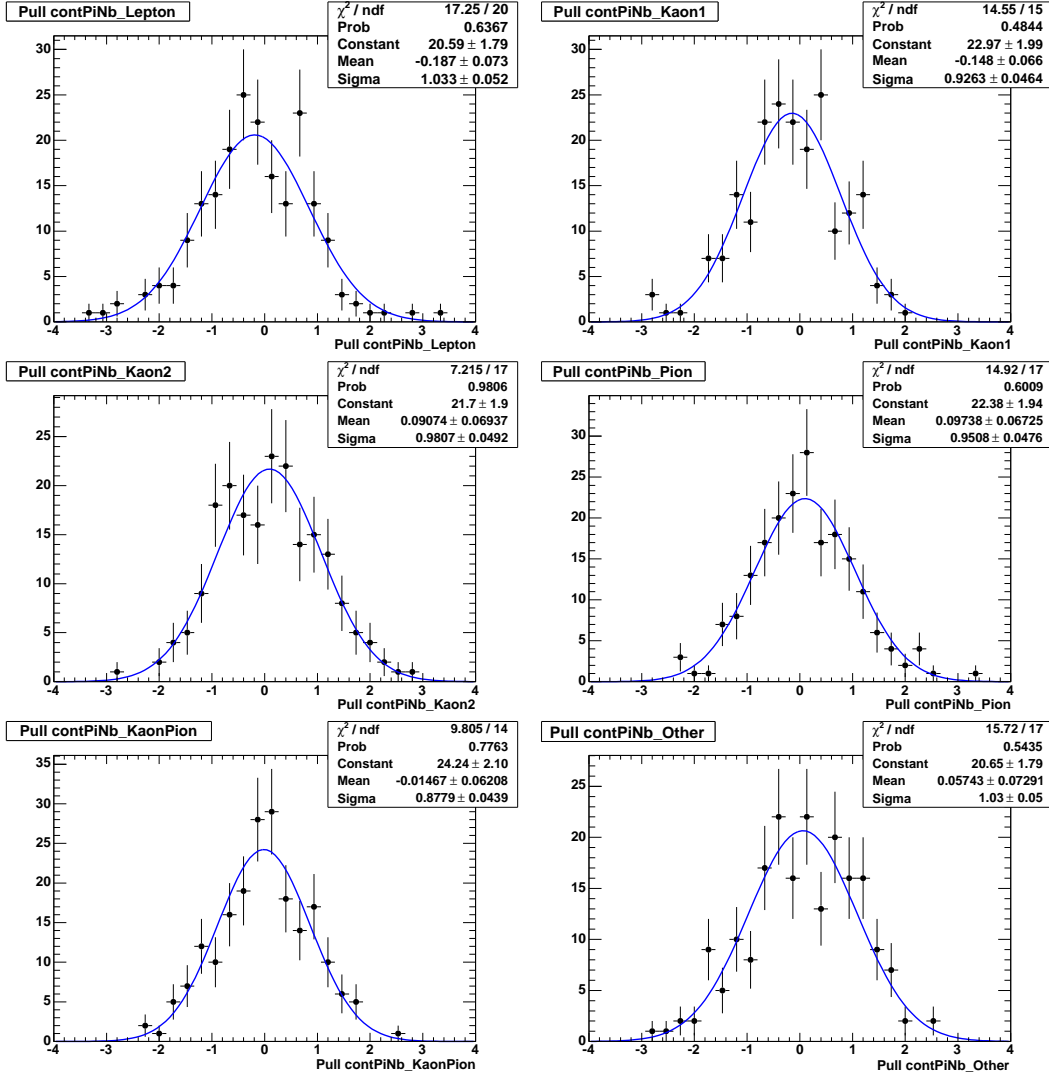 Pull contPiNb_Lepton
χ² / ndf 17.25 / 20
Prob 0.6367
Constant 20.59 ± 1.79
Mean -0.187 ± 0.073
Sigma 1.033 ± 0.052
30
25
20
15
10
5
0
-4 -3 -2 -1 0 1 2 3 4
Pull contPiNb_Lepton
Pull contPiNb_Kaon1
χ² / ndf 14.55 / 15
Prob 0.4844
Constant 22.97 ± 1.99
Mean -0.148 ± 0.066
Sigma 0.9263 ± 0.0464
30
25
20
15
10
5
0
-4 -3 -2 -1 0 1 2 3 4
Pull contPiNb_Kaon1
Pull contPiNb_Kaon2
χ² / ndf 7.215 / 17
Prob 0.9806
Constant 21.7 ± 1.9
Mean 0.09074 ± 0.06937
Sigma 0.9807 ± 0.0492
25
20
15
10
5
0
-4 -3 -2 -1 0 1 2 3 4
Pull contPiNb_Kaon2
Pull contPiNb_Pion
χ² / ndf 14.92 / 17
Prob 0.6009
Constant 22.38 ± 1.94
Mean 0.09738 ± 0.06725
Sigma 0.9508 ± 0.0476
30
25
20
15
10
5
0
-4 -3 -2 -1 0 1 2 3 4
Pull contPiNb_Pion
Pull contPiNb_KaonPion
χ² / ndf 9.805 / 14
Prob 0.7763
Constant 24.24 ± 2.10
Mean -0.01467 ± 0.06208
Sigma 0.8779 ± 0.0439
35
30
25
20
15
10
5
0
-4 -3 -2 -1 0 1 2 3 4
Pull contPiNb_KaonPion
Pull contPiNb_Other
χ² / ndf 15.72 / 17
Prob 0.5435
Constant 20.65 ± 1.79
Mean 0.05743 ± 0.07291
Sigma 1.03 ± 0.05
25
20
15
10
5
0
-4 -3 -2 -1 0 1 2 3 4
Pull contPiNb_Other